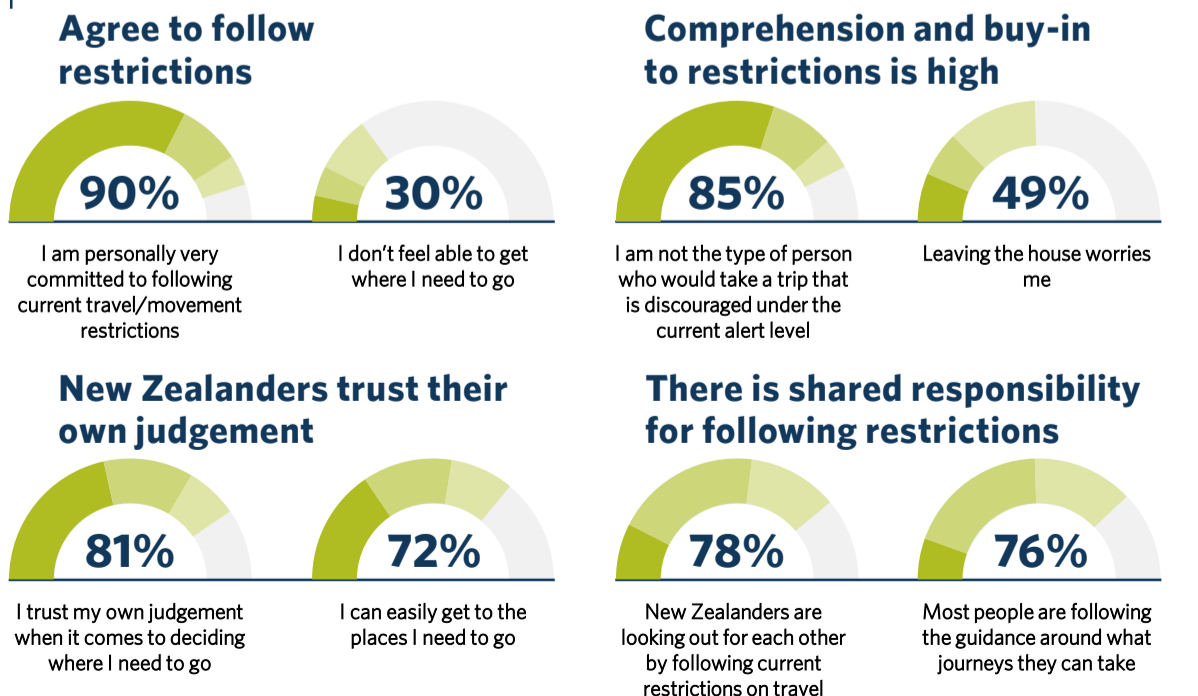 Agree to follow
restrictions
90%
I am personally very
committed to following
current travel/movement
restrictions
30%
I don't feel able to get
where I need to go
Comprehension and buy-in
to restrictions is high
85%
I am not the type of person
who would take a trip that
is discouraged under the
current alert level
49%
Leaving the house worries
me
New Zealanders trust their
own judgement
81%
I trust my own judgement
when it comes to deciding
where I need to go
72%
I can easily get to the
places I need to go
There is shared responsibility
for following restrictions
78%
New Zealanders are
looking out for each other
by following current
restrictions on travel
76%
Most people are following
the guidance around what
journeys they can take